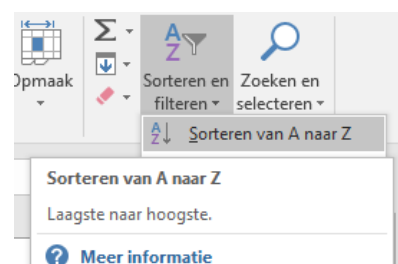 Opmaak
Sorteren en filteren
Zoeken en selecteren
Sorteren van A naar Z
Sorteren van A naar Z
Laagste naar hoogste.
Meer informatie